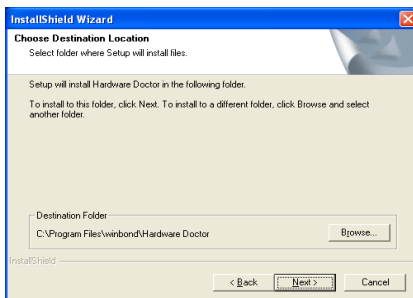 InstallShield Wizard
Choose Destination Location
Select folder where Setup will install files.
Setup will install Hardware Doctor in the following folder.
To install to this folder, click Next. To install to a different folder, click Browse and select
another folder.
Destination Folder
C:\Program Files\winbond\Hardware Doctor
Browse...
InstallShield
< Back Next > Cancel